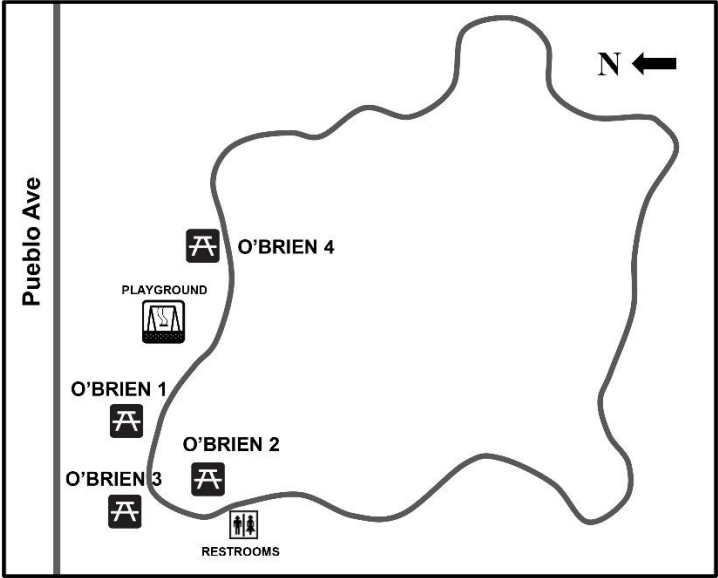 N
Pueblo Ave
O'BRIEN 4
PLAYGROUND
O'BRIEN 1
O'BRIEN 2
O'BRIEN 3
RESTROOMS